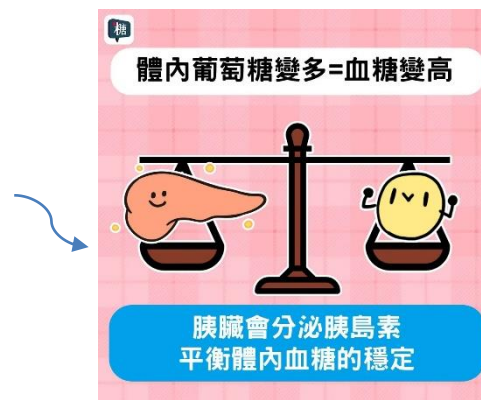 糖
體內葡萄糖變多=血糖變高
胰臟會分泌胰島素
平衡體內血糖的穩定